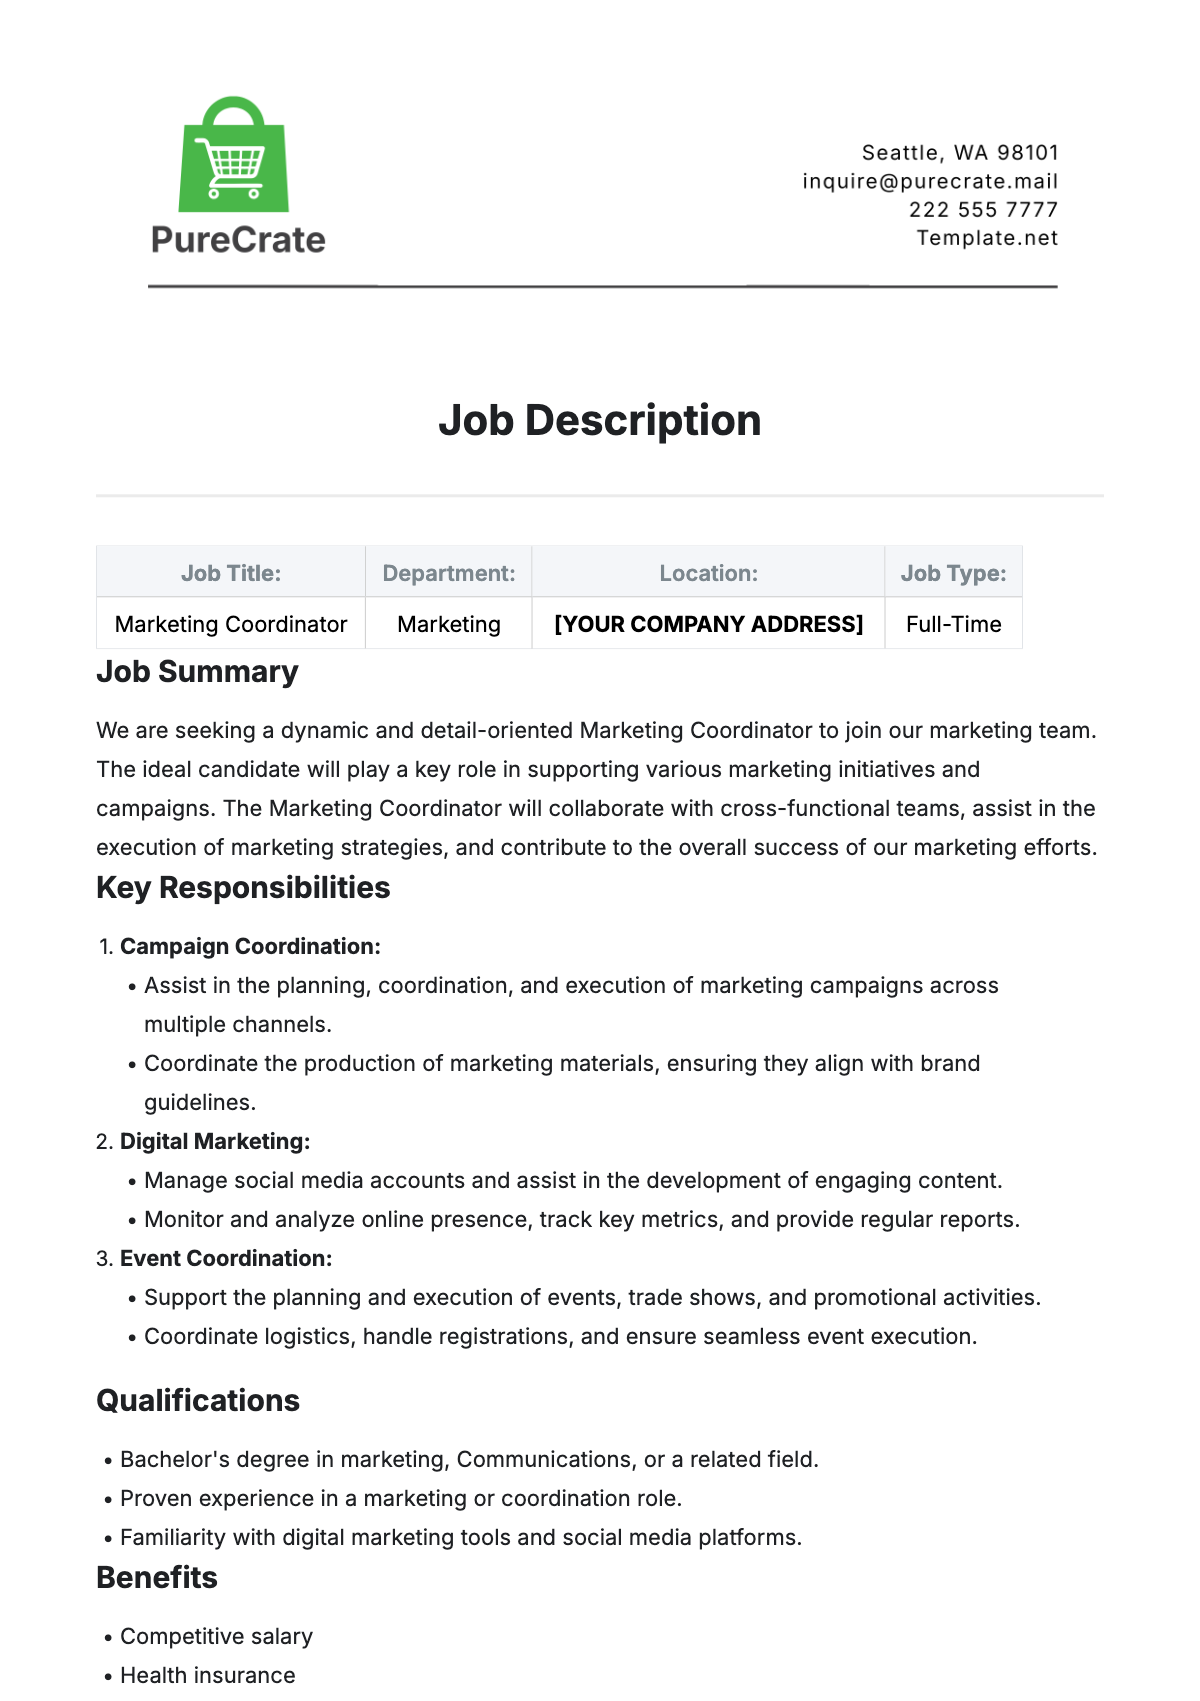 PureCrate
Seattle, WA 98101
inquire@purecrate.mail
222 555 7777
Template.net
Job Description
Job Title: Department: Location: Job Type:
Marketing Coordinator Marketing [YOUR COMPANY ADDRESS] Full-Time
Job Summary
We are seeking a dynamic and detail-oriented Marketing Coordinator to join our marketing team.
The ideal candidate will play a key role in supporting various marketing initiatives and
campaigns. The Marketing Coordinator will collaborate with cross-functional teams, assist in the
execution of marketing strategies, and contribute to the overall success of our marketing efforts.
Key Responsibilities
1. Campaign Coordination:
• Assist in the planning, coordination, and execution of marketing campaigns across
multiple channels.
• Coordinate the production of marketing materials, ensuring they align with brand
guidelines.
2. Digital Marketing:
• Manage social media accounts and assist in the development of engaging content.
• Monitor and analyze online presence, track key metrics, and provide regular reports.
3. Event Coordination:
• Support the planning and execution of events, trade shows, and promotional activities.
• Coordinate logistics, handle registrations, and ensure seamless event execution.
Qualifications
• Bachelor's degree in marketing, Communications, or a related field.
• Proven experience in a marketing or coordination role.
• Familiarity with digital marketing tools and social media platforms.
Benefits
• Competitive salary
• Health insurance